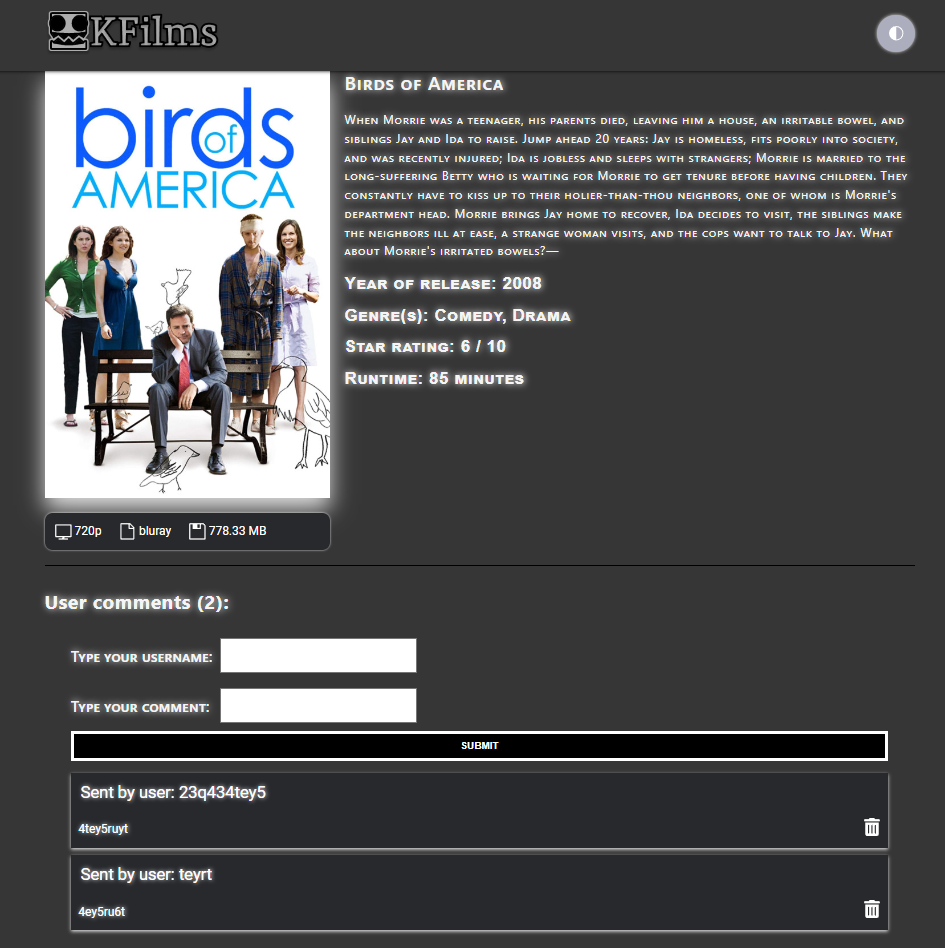 KFilms
birds
of
AMERICA
Birds of America
When Morrie was a teenager, his parents died, leaving him a house, an irritable bowel, and
siblings Jay and Ida to raise. Jump ahead 20 years: Jay is homeless, fits poorly into society,
and was recently injured; Ida is jobless and sleeps with strangers; Morrie is married to the
long-suffering Betty who is waiting for Morrie to get tenure before having children. They
constantly have to kiss up to their holier-than-thou neighbors, one of whom is Morrie's
department head. Morrie brings Jay home to recover, Ida decides to visit, the siblings make
the neighbors ill at ease, a strange woman visits, and the cops want to talk to Jay. What
about Morrie's irritated bowels?—
Year of release: 2008
Genre(s): Comedy, Drama
Star rating: 6 / 10
Runtime: 85 minutes
720p bluray 778.33 MB
User comments (2):
Type your username:
Type your comment:
SUBMIT
Sent by user: 23q434tey5
4tey5ruyt
Sent by user: teyrt
4ey5ru6t